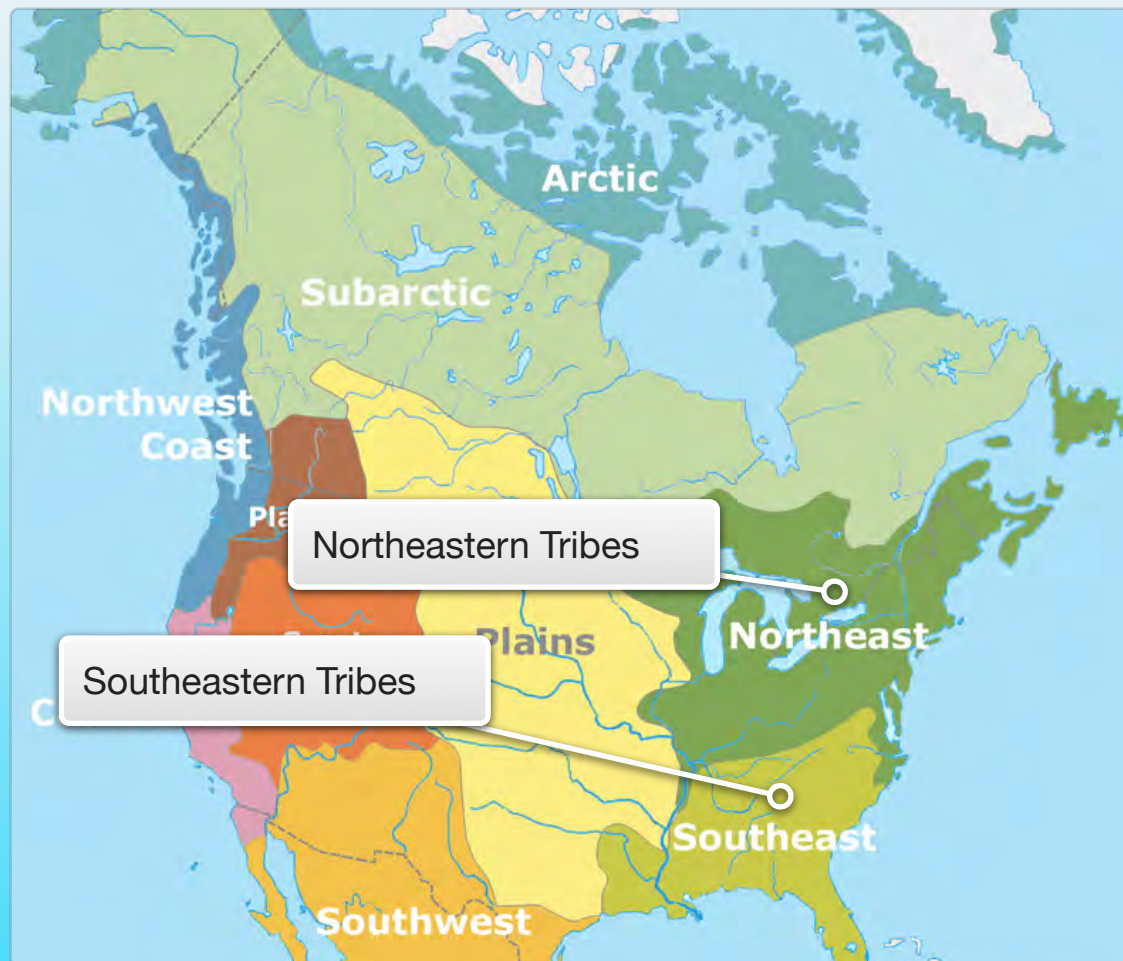 Arctic
Subarctic
Northwest
Coast
Northeastern Tribes
Northeast
Plains
Southeastern Tribes
Southeast
Southwest